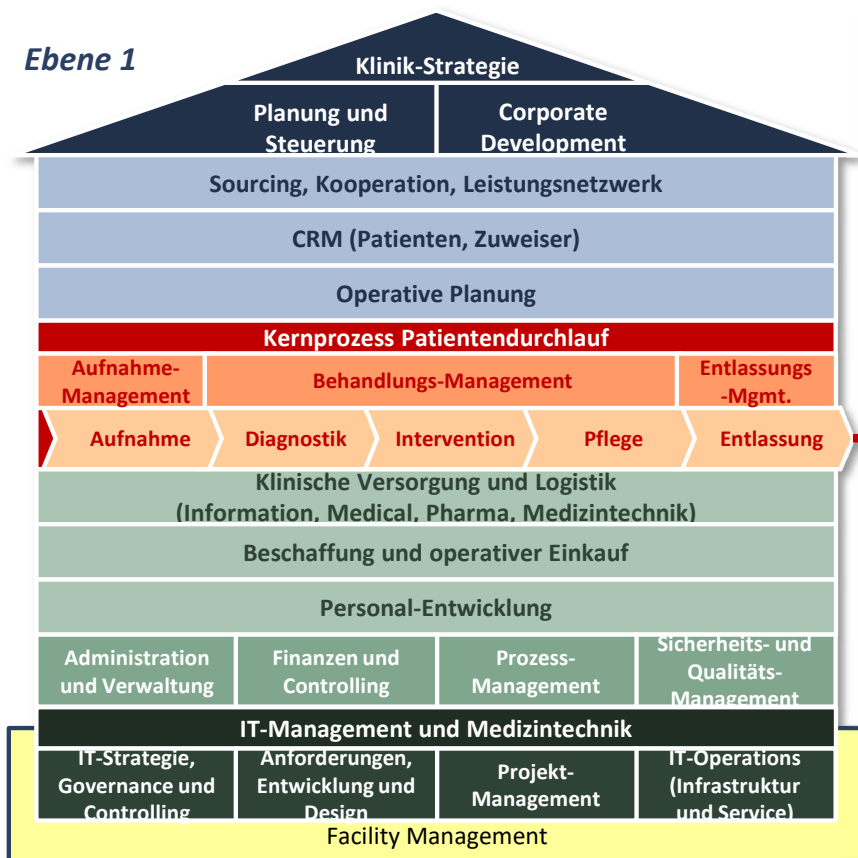 Ebene 1
Klinik-Strategie
Planung und
Steuerung
Corporate
Development
Sourcing, Kooperation, Leistungsnetzwerk
CRM (Patienten, Zuweiser)
Operative Planung
Kernprozess Patientendurchlauf
Aufnahme-
Management
Behandlungs-Management
Entlassungs
-Mgmt.
Aufnahme
Diagnostik
Intervention
Pflege
Entlassung
Klinische Versorgung und Logistik
(Information, Medical, Pharma, Medizintechnik)
Beschaffung und operativer Einkauf
Personal-Entwicklung
Administration
und Verwaltung
Finanzen und
Controlling
Prozess-
Management
Sicherheits- und
Qualitäts-
Management
IT-Management und Medizintechnik
IT-Strategie,
Governance und
Controlling
Anforderungen,
Entwicklung und
Design
Projekt-
Management
IT-Operations
(Infrastruktur
und Service)
Facility Management